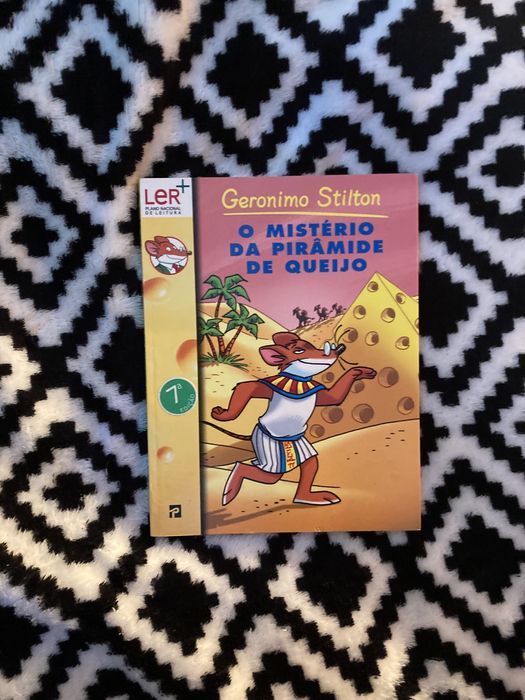 LeR+
PLANO NACIONAL
DE LEITURA
Geronimo Stilton
O MISTÉRIO
DA PIRÂMIDE
DE QUEIJO
7ª
EDIÇÃO